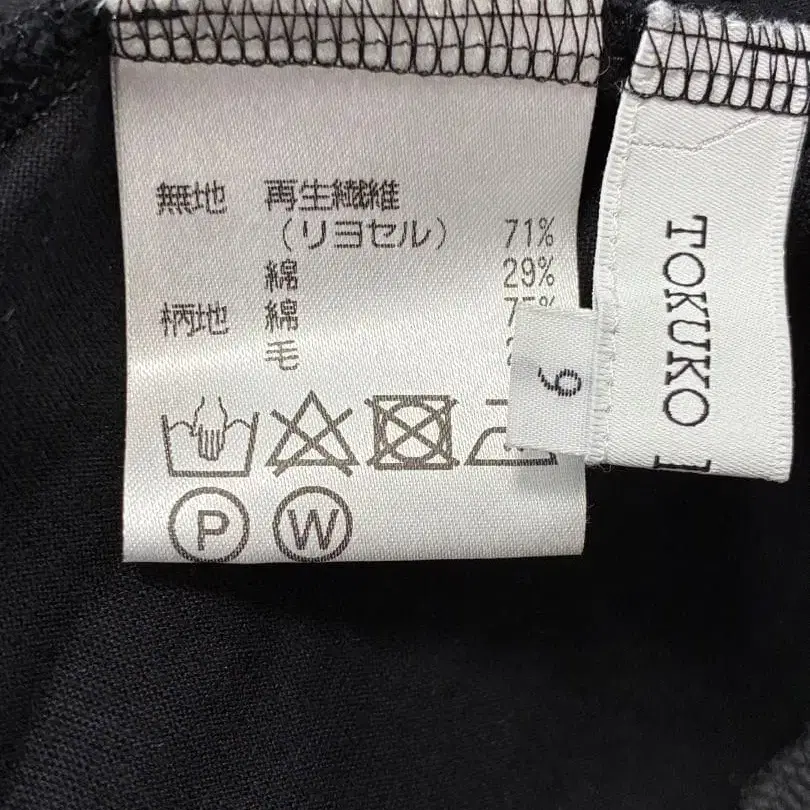 無地 再生繊維
（リヨセル） 71%
綿 29%
柄地 綿
毛
P W
9
TOKUKO